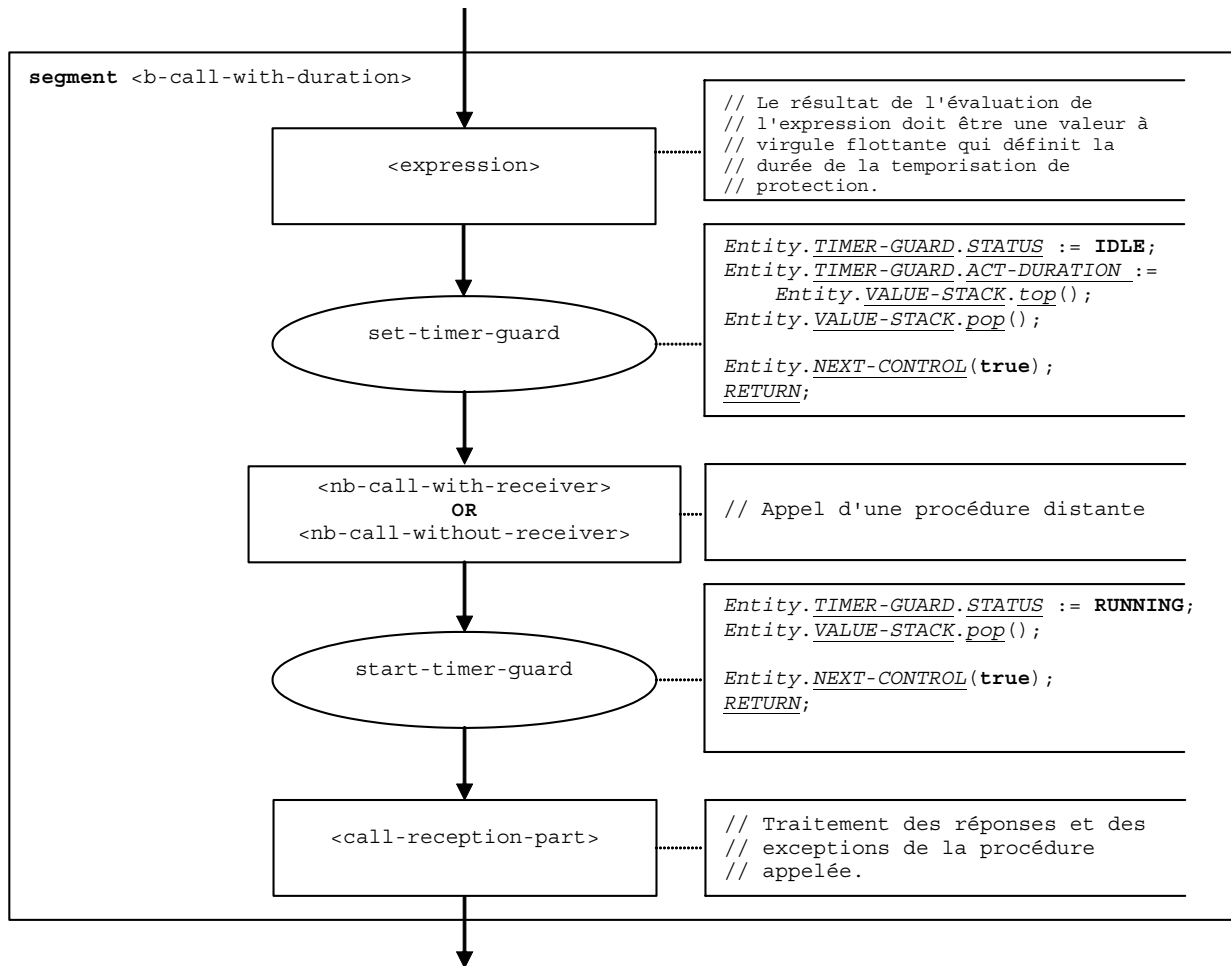 segment <b-call-with-duration>
<expression>
// Le résultat de l'évaluation de
// l'expression doit être une valeur à
// virgule flottante qui définit la
// durée de la temporisation de
// protection.
set-timer-guard
Entity.TIMER-GUARD.STATUS := IDLE;
Entity.TIMER-GUARD.ACT-DURATION :=
Entity.VALUE-STACK.top();
Entity.VALUE-STACK.pop();
Entity.NEXT-CONTROL(true);
RETURN;
<nb-call-with-receiver>
OR
<nb-call-without-receiver>
// Appel d'une procédure distante
start-timer-guard
Entity.TIMER-GUARD.STATUS := RUNNING;
Entity.VALUE-STACK.pop();
Entity.NEXT-CONTROL(true);
RETURN;
<call-reception-part>
// Traitement des réponses et des
// exceptions de la procédure
// appelée.